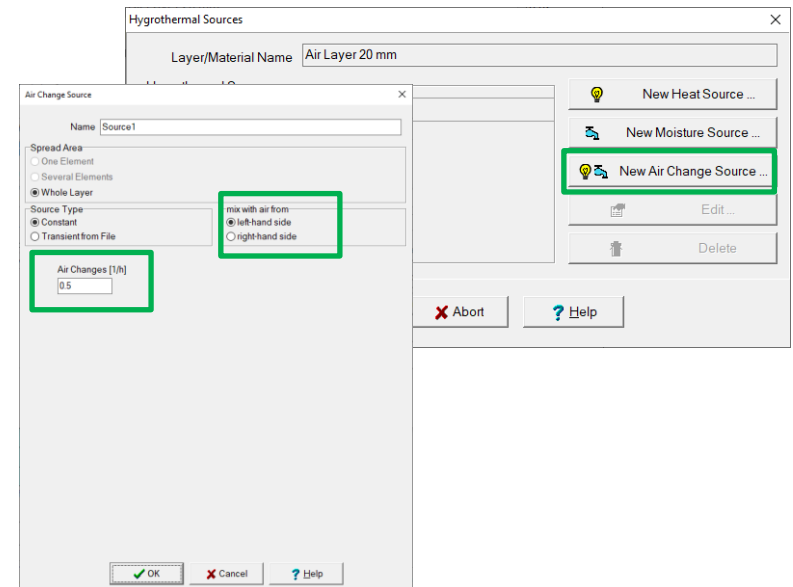 Hygrothermal Sources
Layer/Material Name Air Layer 20 mm
New Heat Source ...
New Moisture Source ...
New Air Change Source ...
Edit ...
Delete
Abort
Help
Air Change Source
Name Source1
Spread Area
One Element
Several Elements
Whole Layer
Source Type
Constant
Transient from File
mix with air from
left-hand side
right-hand side
Air Changes [1/h]
0.5
OK
Cancel
Help